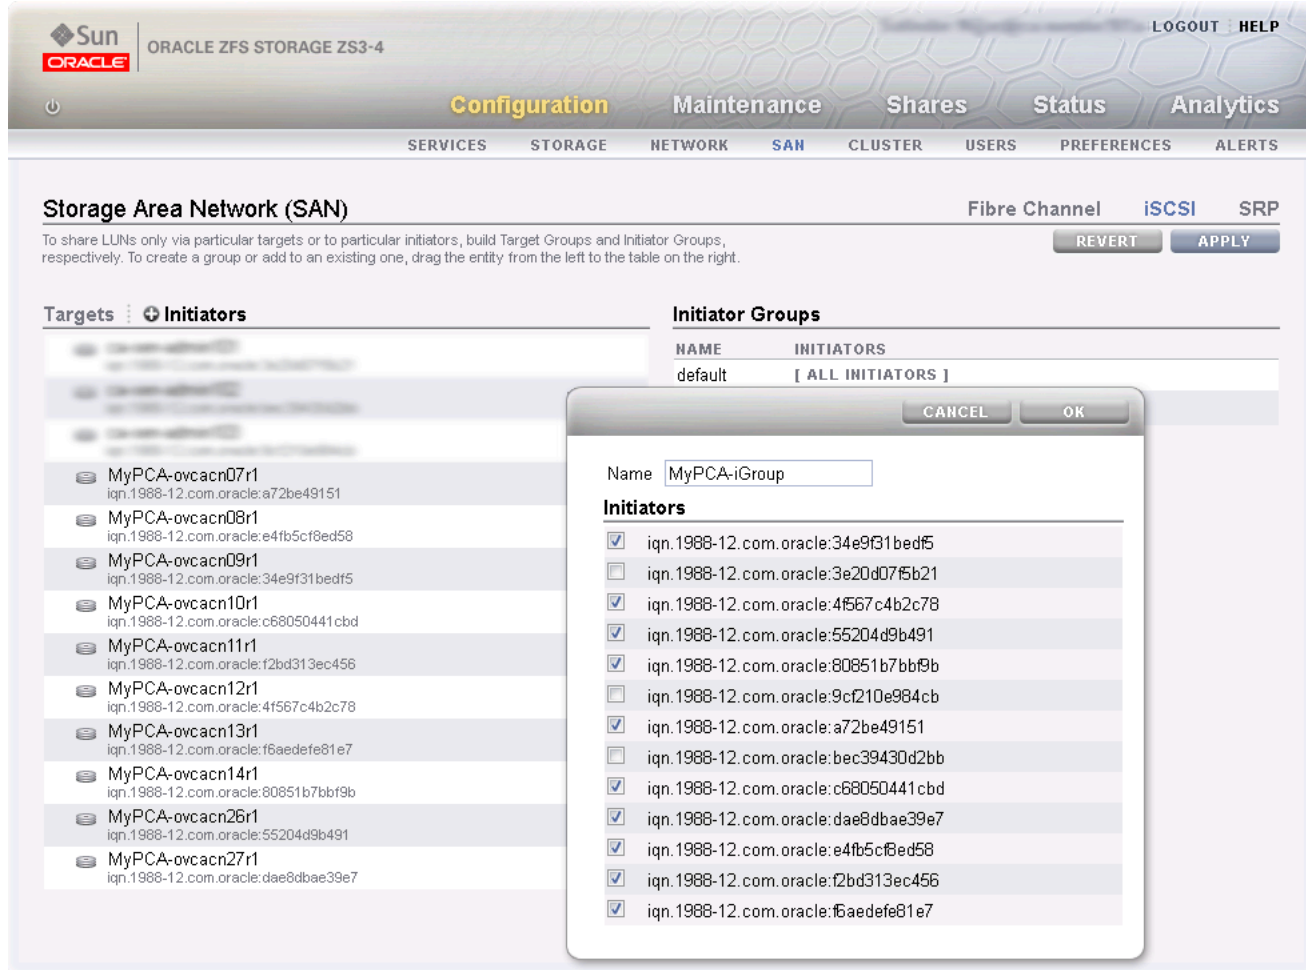 Sun
ORACLE
ORACLE ZFS STORAGE ZS3-4
LOGOUT HELP
Configuration Maintenance Shares Status Analytics
SERVICES STORAGE NETWORK SAN CLUSTER USERS PREFERENCES ALERTS
Storage Area Network (SAN)
Fibre Channel iSCSI SRP
To share LUNs only via particular targets or to particular initiators, build Target Groups and Initiator Groups,
respectively. To create a group or add to an existing one, drag the entity from the left to the table on the right.
REVERT APPLY
Targets Initiators
MyPCA-ovcacn07r1
iqn.1988-12.com.oracle:a72be49151
MyPCA-ovcacn08r1
iqn.1988-12.com.oracle:e4fb5cf8ed58
MyPCA-ovcacn09r1
iqn.1988-12.com.oracle:34e9f31bedf5
MyPCA-ovcacn10r1
iqn.1988-12.com.oracle:c68050441cbd
MyPCA-ovcacn11r1
iqn.1988-12.com.oracle:f2bd313ec456
MyPCA-ovcacn12r1
iqn.1988-12.com.oracle:4f567c4b2c78
MyPCA-ovcacn13r1
iqn.1988-12.com.oracle:f6aedefe81e7
MyPCA-ovcacn14r1
iqn.1988-12.com.oracle:80851b7bbf9b
MyPCA-ovcacn26r1
iqn.1988-12.com.oracle:55204d9b491
MyPCA-ovcacn27r1
iqn.1988-12.com.oracle:dae8dbae39e7
Initiator Groups
NAME INITIATORS
default [ ALL INITIATORS ]
CANCEL OK
Name MyPCA-iGroup
Initiators
iqn.1988-12.com.oracle:34e9f31bedf5
iqn.1988-12.com.oracle:3e20d07f5b21
iqn.1988-12.com.oracle:4f567c4b2c78
iqn.1988-12.com.oracle:55204d9b491
iqn.1988-12.com.oracle:80851b7bbf9b
iqn.1988-12.com.oracle:9cf210e984cb
iqn.1988-12.com.oracle:a72be49151
iqn.1988-12.com.oracle:bec39430d2bb
iqn.1988-12.com.oracle:c68050441cbd
iqn.1988-12.com.oracle:dae8dbae39e7
iqn.1988-12.com.oracle:e4fb5cf8ed58
iqn.1988-12.com.oracle:f2bd313ec456
iqn.1988-12.com.oracle:f6aedefe81e7